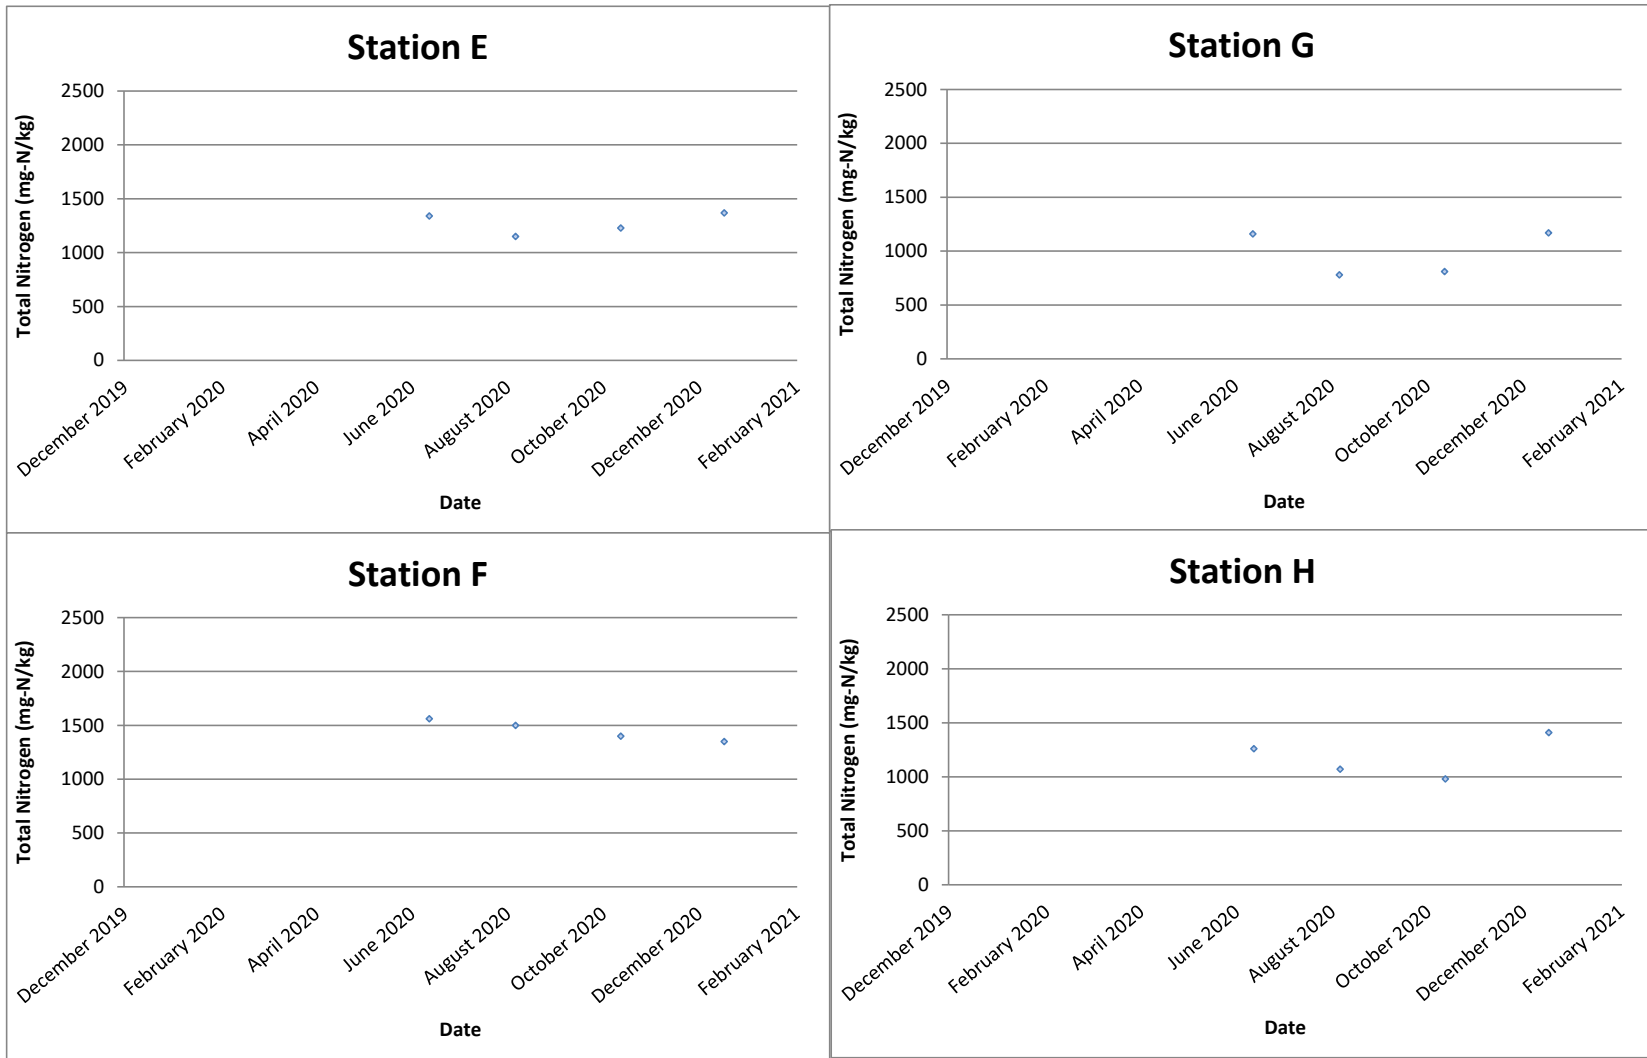 Station E
Total Nitrogen (mg-N/kg)
2500
2000
1500
1000
500
0
December 2019
February 2020
April 2020
June 2020
August 2020
October 2020
December 2020
February 2021
Date
Station G
Total Nitrogen (mg-N/kg)
2500
2000
1500
1000
500
0
December 2019
February 2020
April 2020
June 2020
August 2020
October 2020
December 2020
February 2021
Date
Station F
Total Nitrogen (mg-N/kg)
2500
2000
1500
1000
500
0
December 2019
February 2020
April 2020
June 2020
August 2020
October 2020
December 2020
February 2021
Date
Station H
Total Nitrogen (mg-N/kg)
2500
2000
1500
1000
500
0
December 2019
February 2020
April 2020
June 2020
August 2020
October 2020
December 2020
February 2021
Date